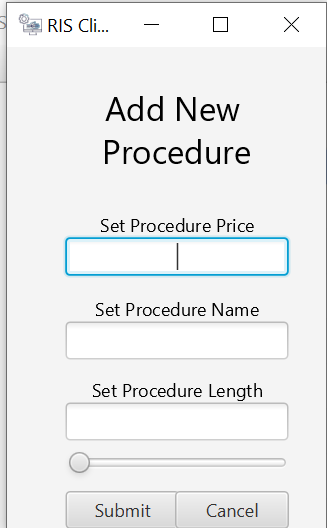 RIS Cli...
Add New
Procedure
Set Procedure Price
Set Procedure Name
Set Procedure Length
Submit Cancel